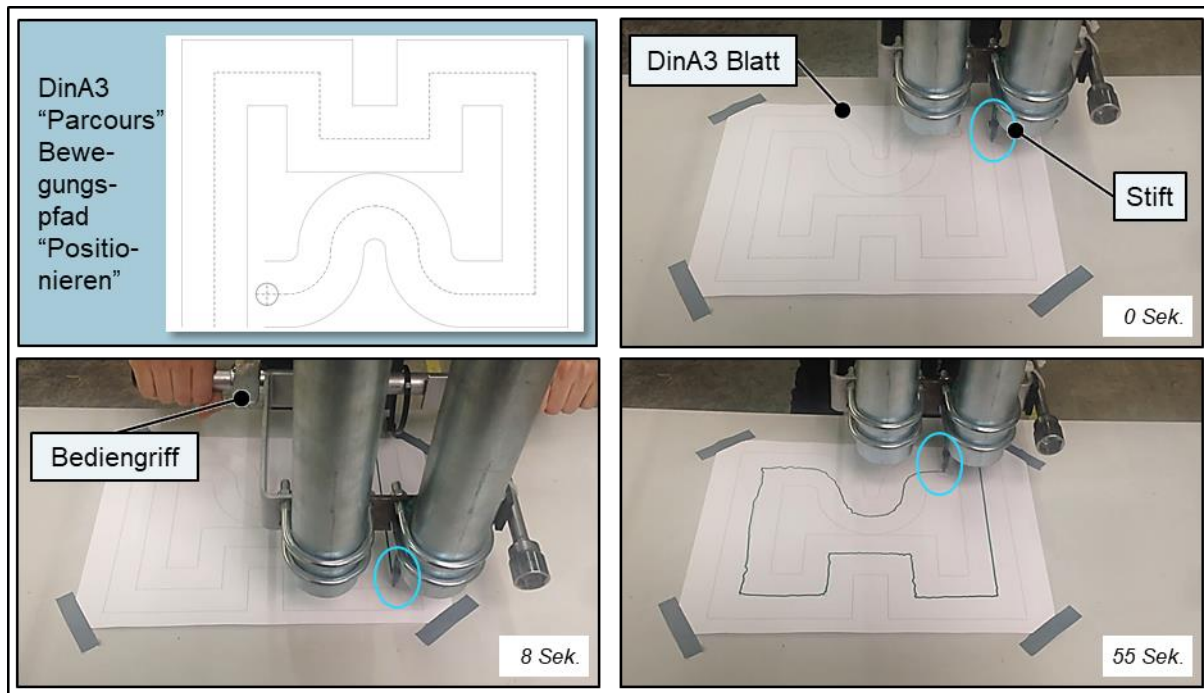 DinA3
“Parcours”
Bewe-
gungs-
pfad
“Positio-
nieren”
DinA3 Blatt
Stift
0 Sek.
Bediengriff
8 Sek.
55 Sek.